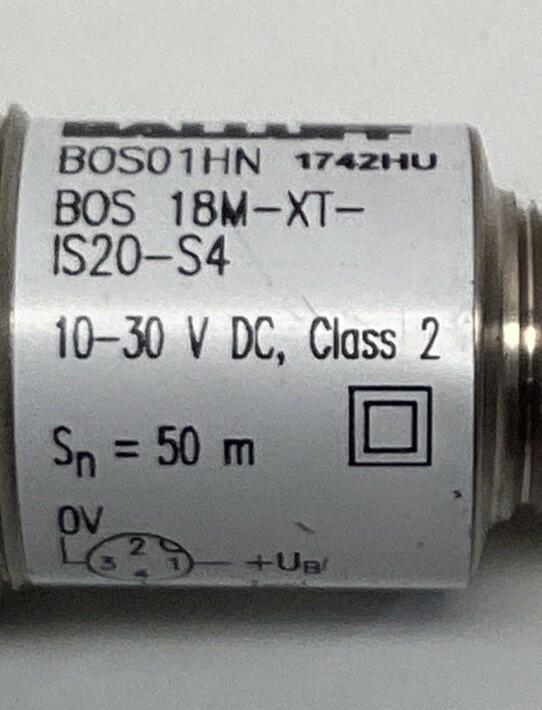 BALLUFF
BOS01HN 1742HU
BOS 18M-XT-
IS20-S4
10-30 V DC, Class 2
Sn = 50 m
0V
3 2 4 1 +UB